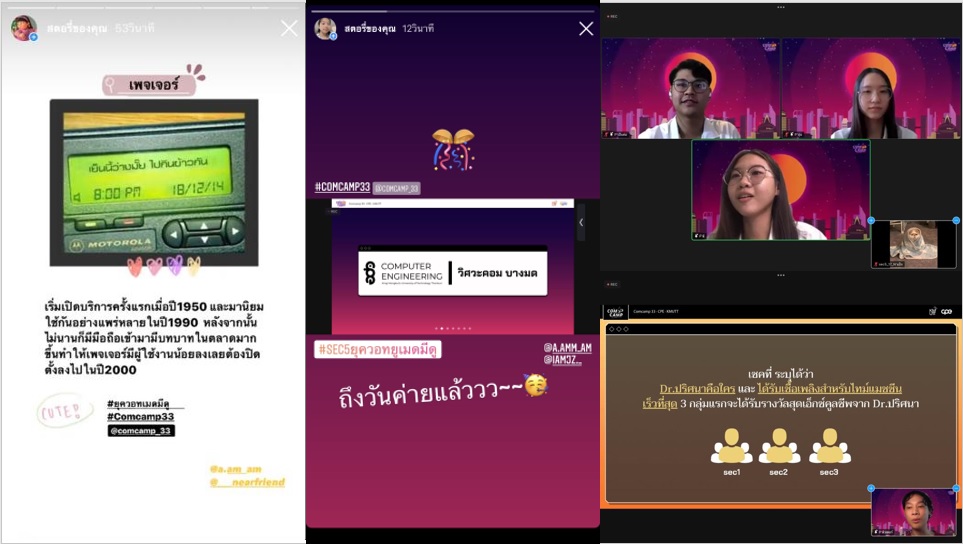 สตอรี่ของคุณ 53วินาที
เพจเจอร์
เย็นนี้ว่างมั๊ย ไปกินข้าวกัน
8:00 PM 18/12/14
MOTOROLA
เริ่มเปิดบริการครั้งแรกเมื่อปี1950 และมานิยม
ใช้กันอย่างแพร่หลายในปี1990 หลังจากนั้น
ไม่นานก็มีมือถือเข้ามามีบทบาทในตลาดมาก
ขึ้นทำให้เพจเจอร์มีผู้ใช้งานน้อยลงเลยต้องปิด
ตั้งลงไปในปี2000
CUTE!!
#ยุควอทเมดมีดู
#Comcamp33
@comcamp_33
@a.am_am
@__nearfriend
สตอรี่ของคุณ 12วินาที
#COMCAMP33 @COMCAMP_33
COMPUTER
ENGINEERING
วิศวะคอม บางมด
#SEC5ยุควอทยูเมดมีดู
@A.AMM_AM
@IAMJZ_
ถึงวันค่ายแล้ววว~~
REC
REC
COM CAMP
Comcamp 33 - CPE - KMUTT
cpe
เซคที่ ระบุได้ว่า
Dr.ปริศนาคือใคร และ ได้รับเชื้อเพลิงสำหรับไทม์แมชชีน
เร็วที่สุด 3 กลุ่มแรกจะได้รับรางวัลสุดเอ็กซ์คูลซีฟจาก Dr.ปริศนา
sec1 sec2 sec3